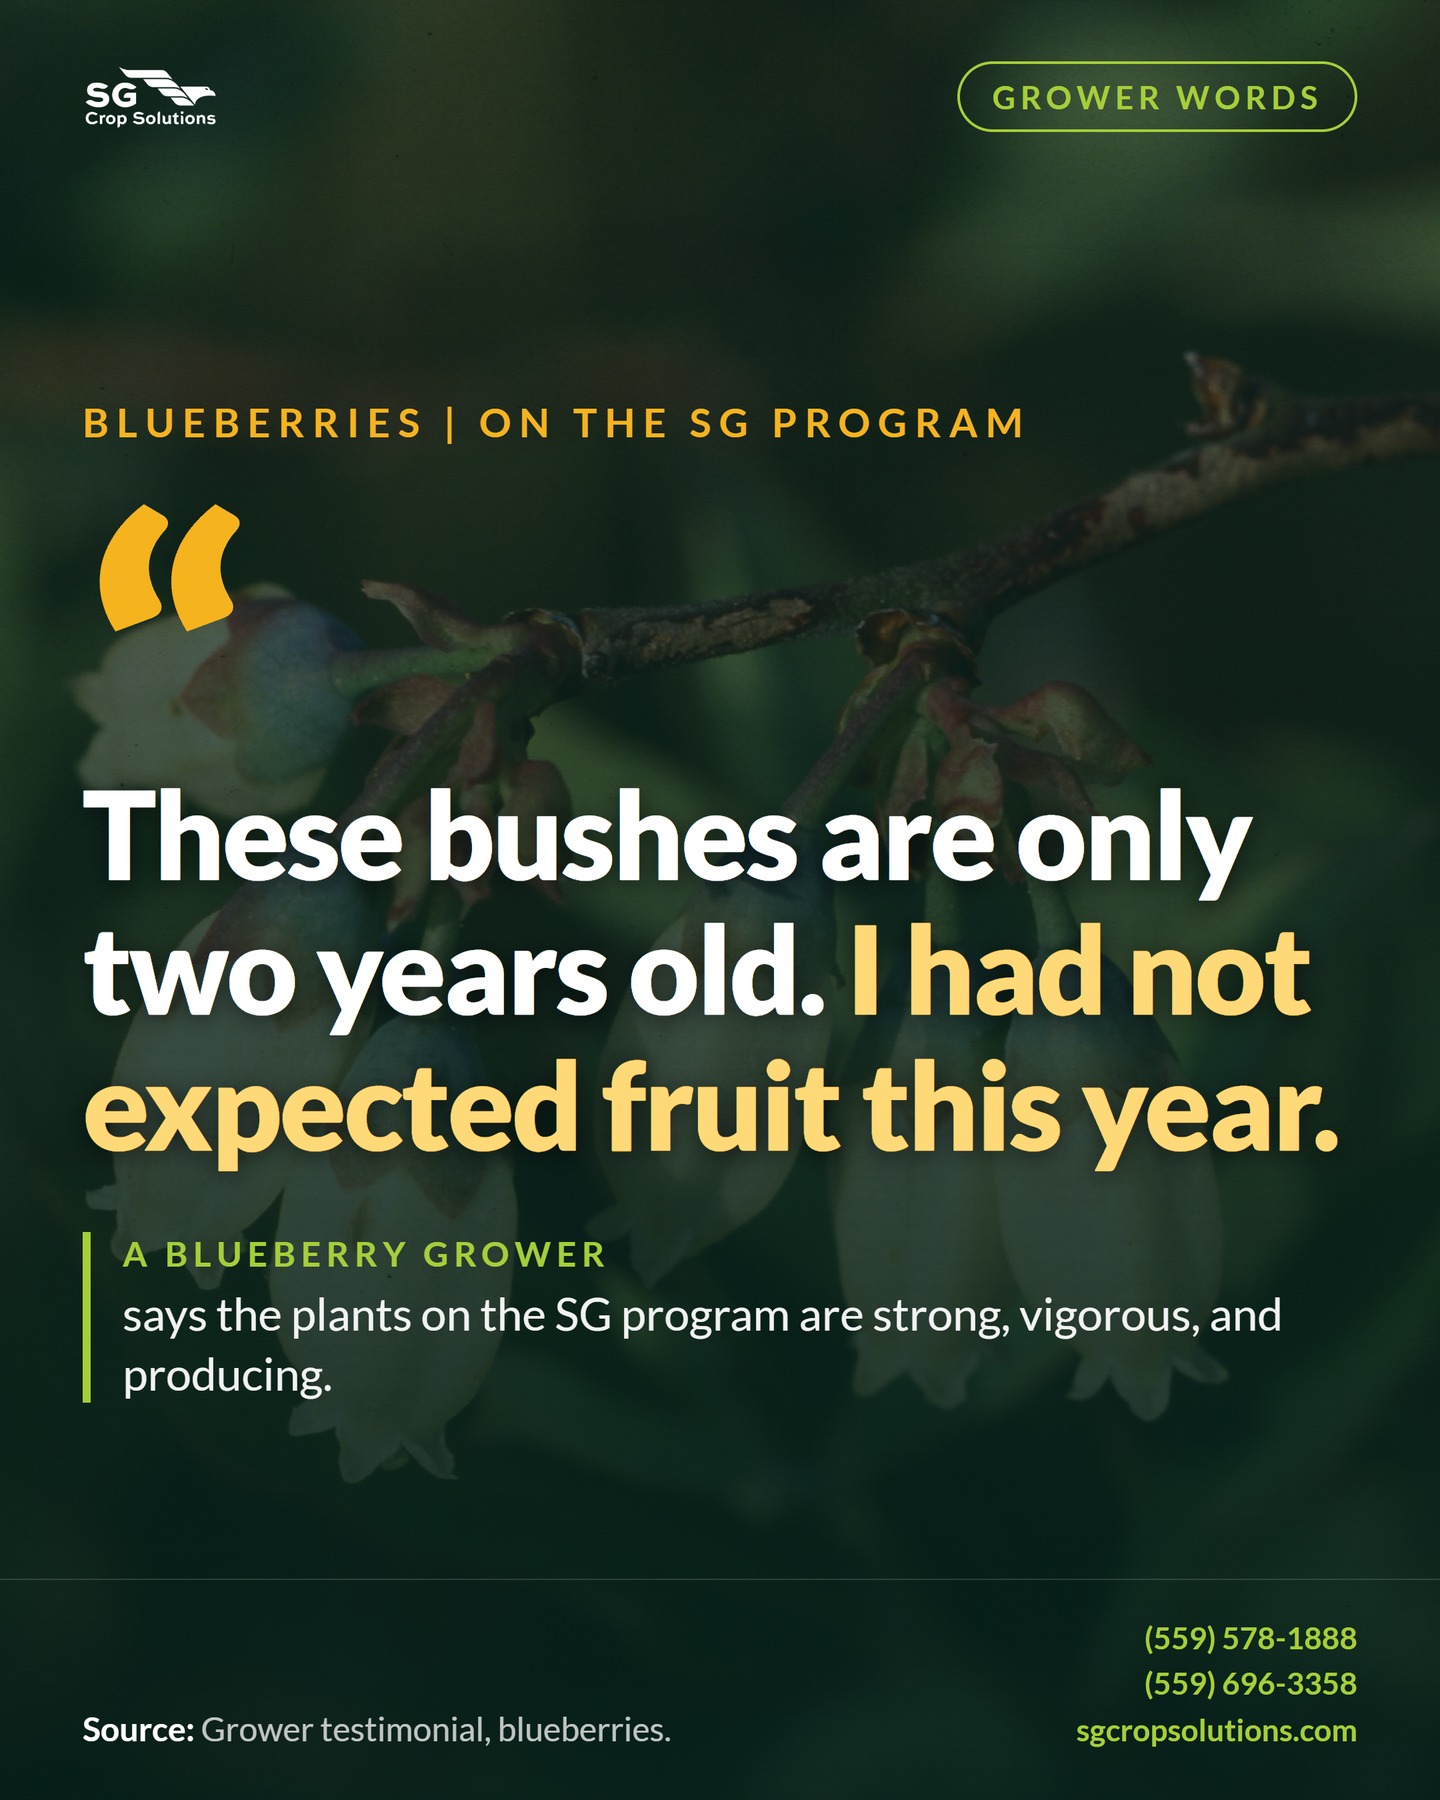 SG
Crop Solutions
GROWER WORDS
BLUEBERRIES | ON THE SG PROGRAM
“
These bushes are only
two years old. I had not
expected fruit this year.
A BLUEBERRY GROWER
says the plants on the SG program are strong, vigorous, and
producing.
(559) 578-1888
(559) 696-3358
Source: Grower testimonial, blueberries.
sgcropsolutions.com